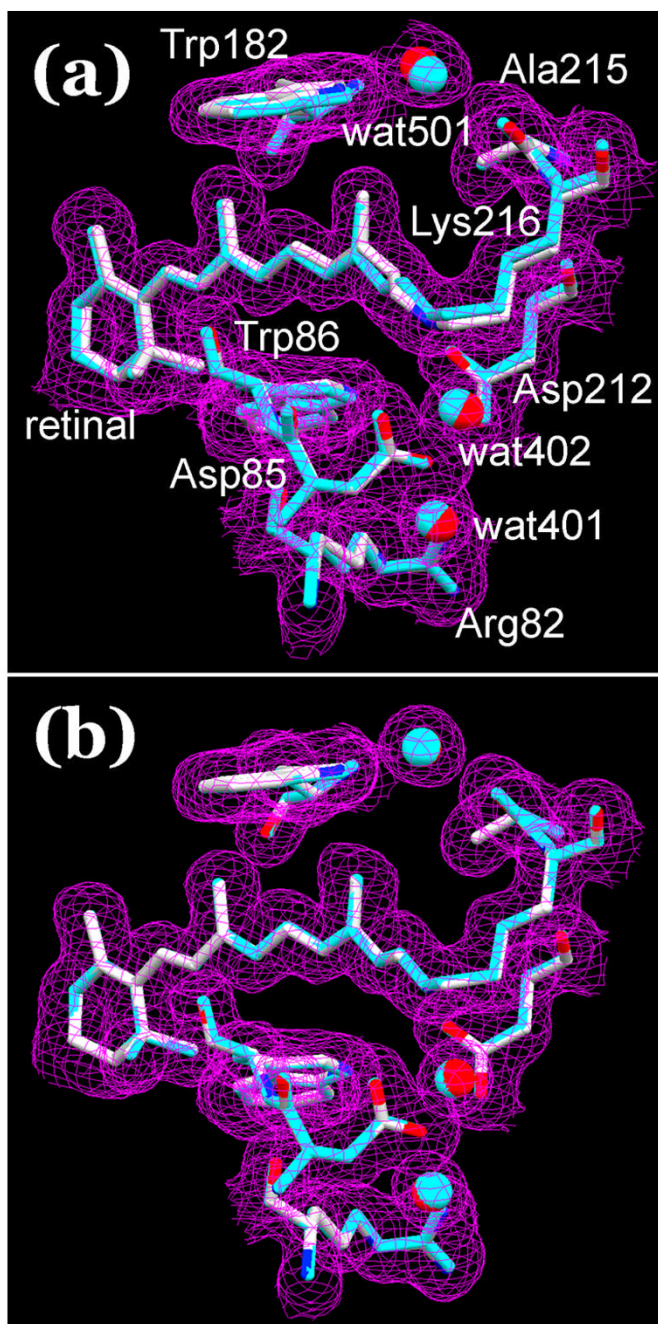 (a)
Trp182
Ala215
wat501
Lys216
Trp86
Asp212
retinal
wat402
Asp85
wat401
Arg82
(b)